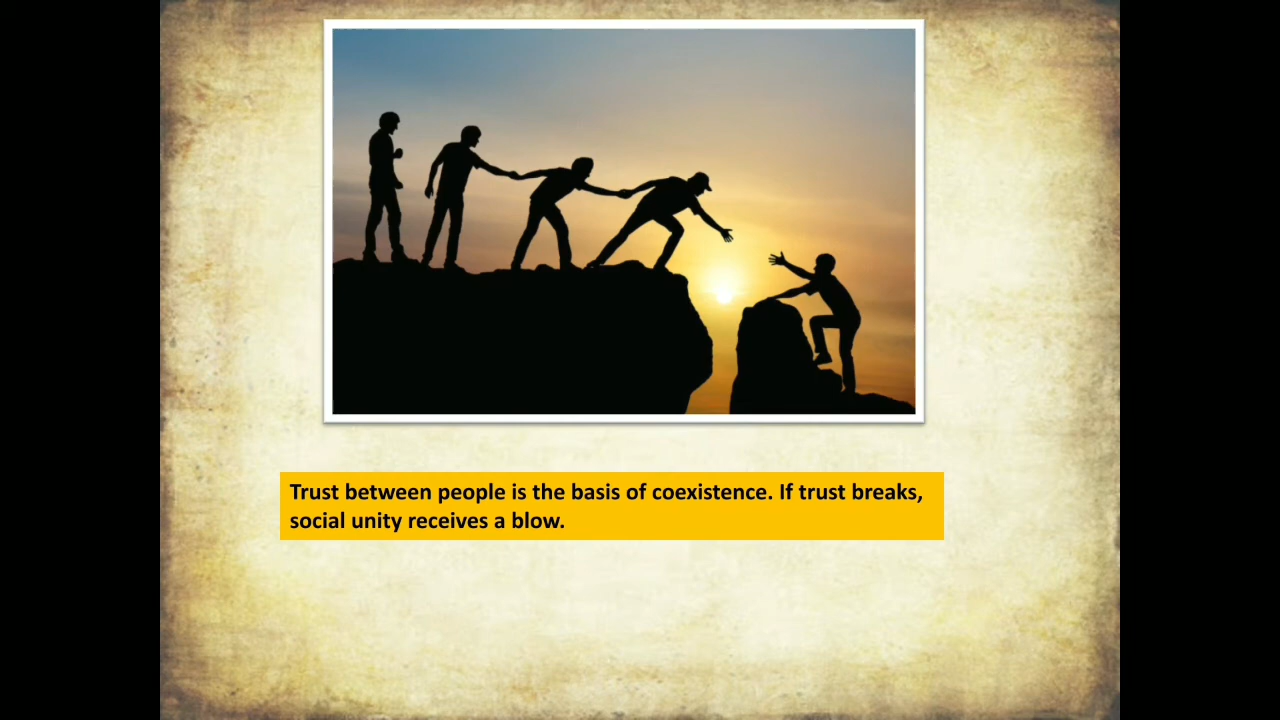 Trust between people is the basis of coexistence. If trust breaks,
social unity receives a blow.